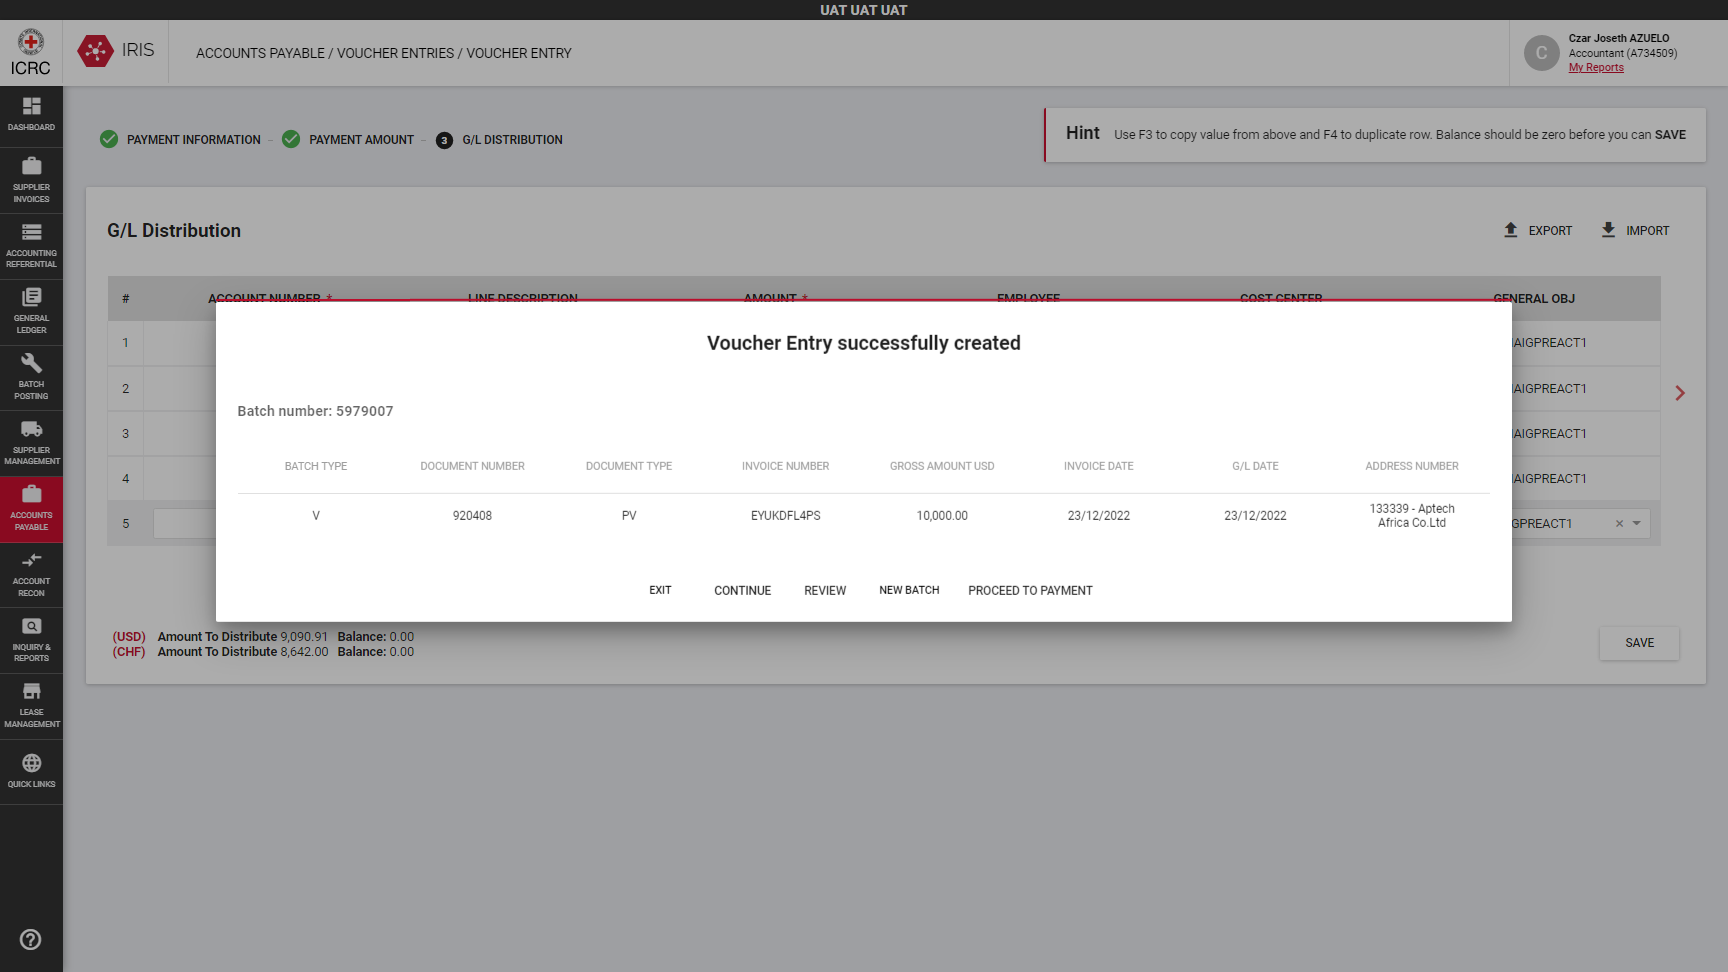 UAT UAT UAT
ICRC
IRIS
ACCOUNTS PAYABLE / VOUCHER ENTRIES / VOUCHER ENTRY
C
Czar Joseth AZUELO
Accountant (A734509)
My Reports
DASHBOARD
SUPPLIER
INVOICES
ACCOUNTING
REFERENTIAL
GENERAL
LEDGER
BATCH
POSTING
SUPPLIER
MANAGEMENT
ACCOUNTS
PAYABLE
ACCOUNT
RECON
INQUIRY &
REPORTS
LEASE
MANAGEMENT
QUICK LINKS
PAYMENT INFORMATION – PAYMENT AMOUNT – 3 G/L DISTRIBUTION
Hint Use F3 to copy value from above and F4 to duplicate row. Balance should be zero before you can SAVE
G/L Distribution
EXPORT IMPORT
# ACCOUNT NUMBER * LINE DESCRIPTION AMOUNT * EMPLOYEE COST CENTER GENERAL OBJ
1 AIGPREACT1
2 AIGPREACT1
3 AIGPREACT1
4 AIGPREACT1
5 GPREACT1 ×
Voucher Entry successfully created
Batch number: 5979007
BATCH TYPE DOCUMENT NUMBER DOCUMENT TYPE INVOICE NUMBER GROSS AMOUNT USD INVOICE DATE G/L DATE ADDRESS NUMBER
V 920408 PV EYUKDFL4PS 10,000.00 23/12/2022 23/12/2022 133339 - Aptech
Africa Co.Ltd
EXIT CONTINUE REVIEW NEW BATCH PROCEED TO PAYMENT
(USD) Amount To Distribute 9,090.91 Balance: 0.00
(CHF) Amount To Distribute 8,642.00 Balance: 0.00
SAVE